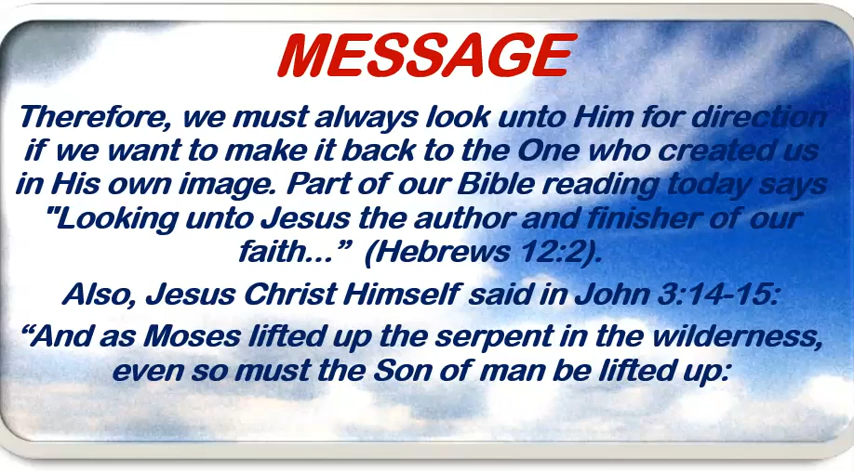 MESSAGE
Therefore, we must always look unto Him for direction
if we want to make it back to the One who created us
in His own image. Part of our Bible reading today says
"Looking unto Jesus the author and finisher of our
faith...” (Hebrews 12:2).
Also, Jesus Christ Himself said in John 3:14-15:
“And as Moses lifted up the serpent in the wilderness,
even so must the Son of man be lifted up: